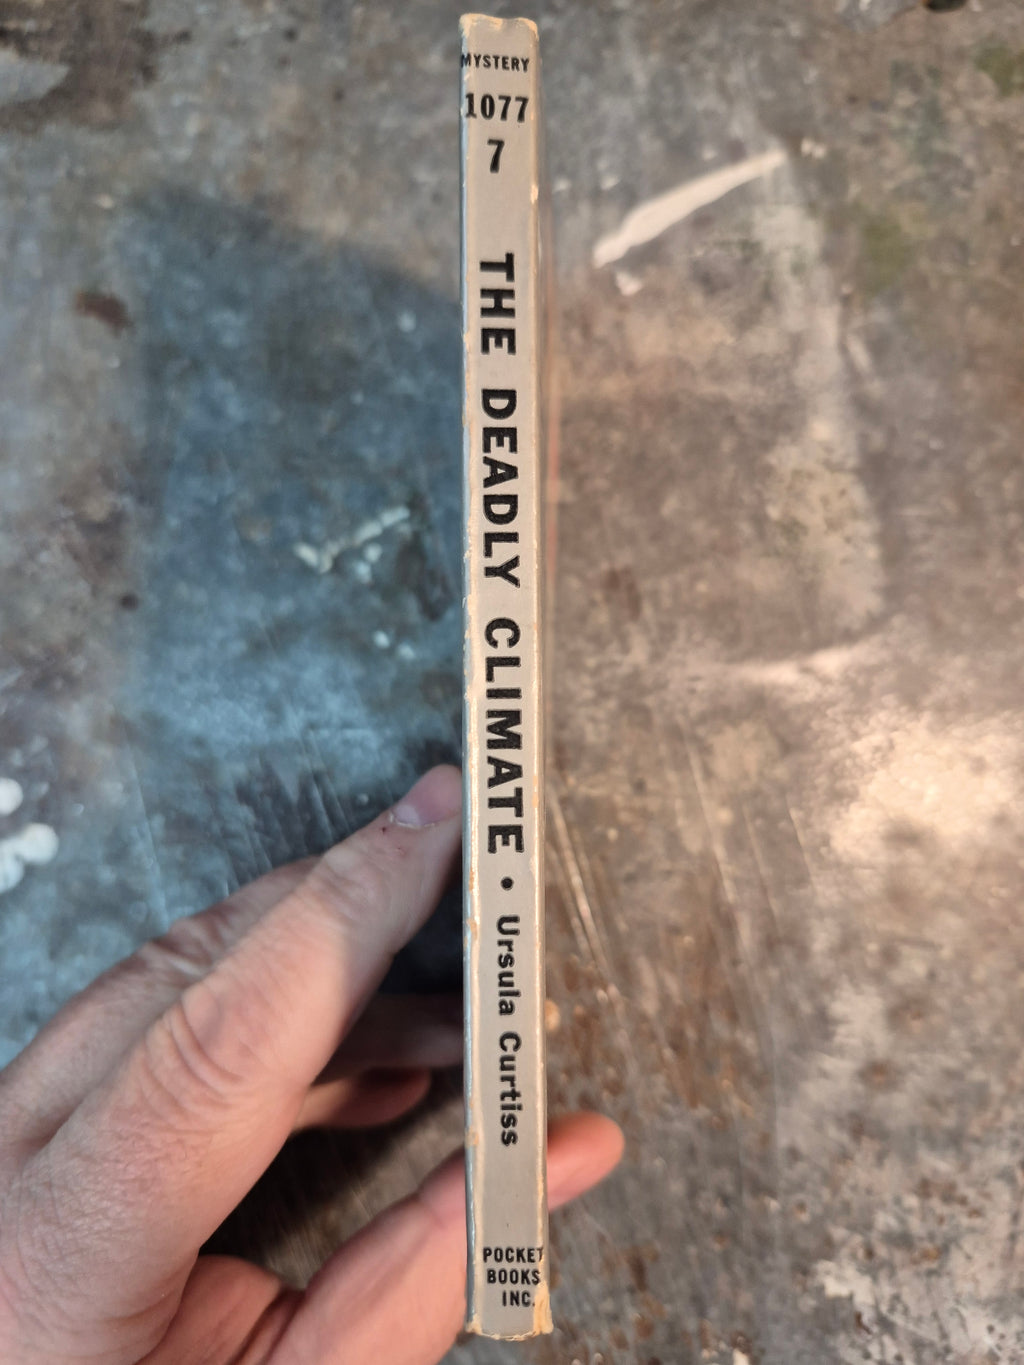 MYSTERY
1077
7
THE DEADLY CLIMATE • Ursula Curtiss
POCKET
BOOKS
INC.